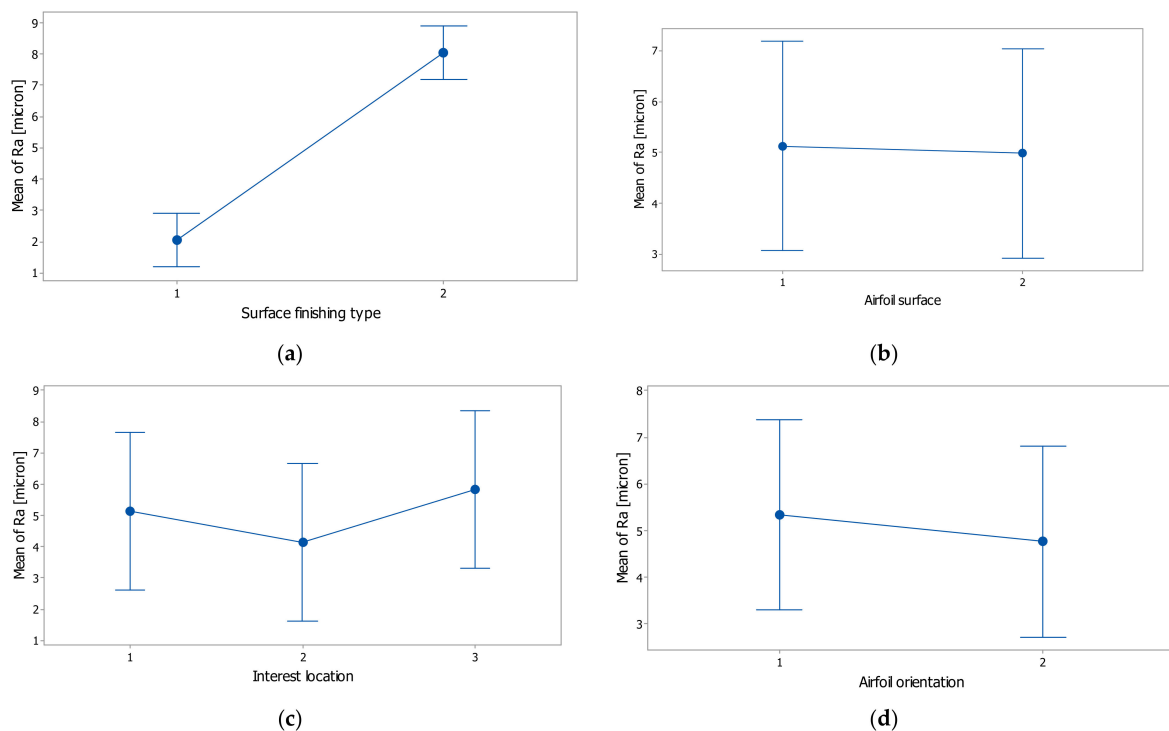 9
8
7
6
5
4
3
2
1
Mean of Ra [micron]
1 2
Surface finishing type
(a)
7
6
5
4
3
Mean of Ra [micron]
1 2
Airfoil surface
(b)
9
8
7
6
5
4
3
2
1
Mean of Ra [micron]
1 2 3
Interest location
(c)
8
7
6
5
4
3
Mean of Ra [micron]
1 2
Airfoil orientation
(d)